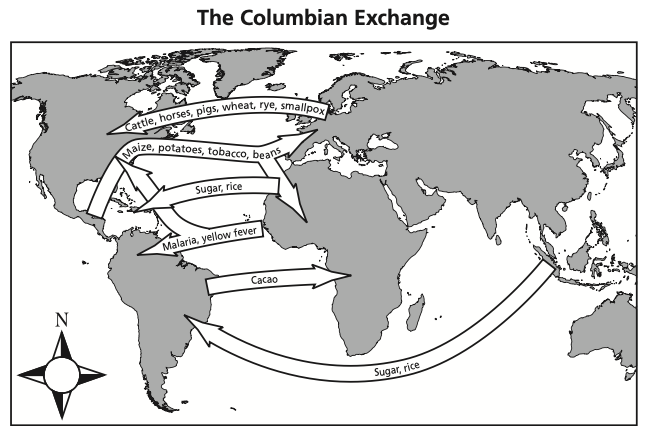 The Columbian Exchange
Cattle, horses, pigs, wheat, rye, smallpox
Maize, potatoes, tobacco, beans
Sugar, rice
Malaria, yellow fever
Cacao
N
Sugar, rice